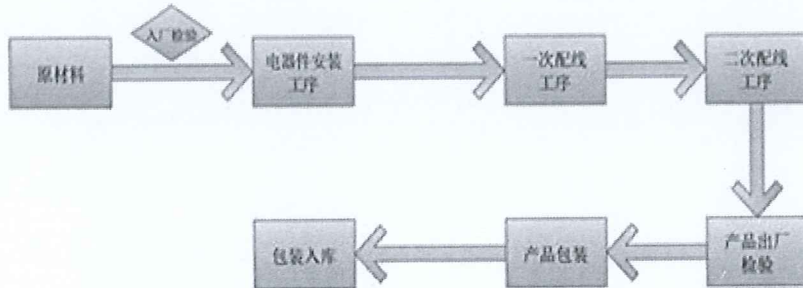 入厂检验
原材料
电器件安装
工序
一次配线
工序
二次配线
工序
产品出厂
检验
产品包装
包装入库